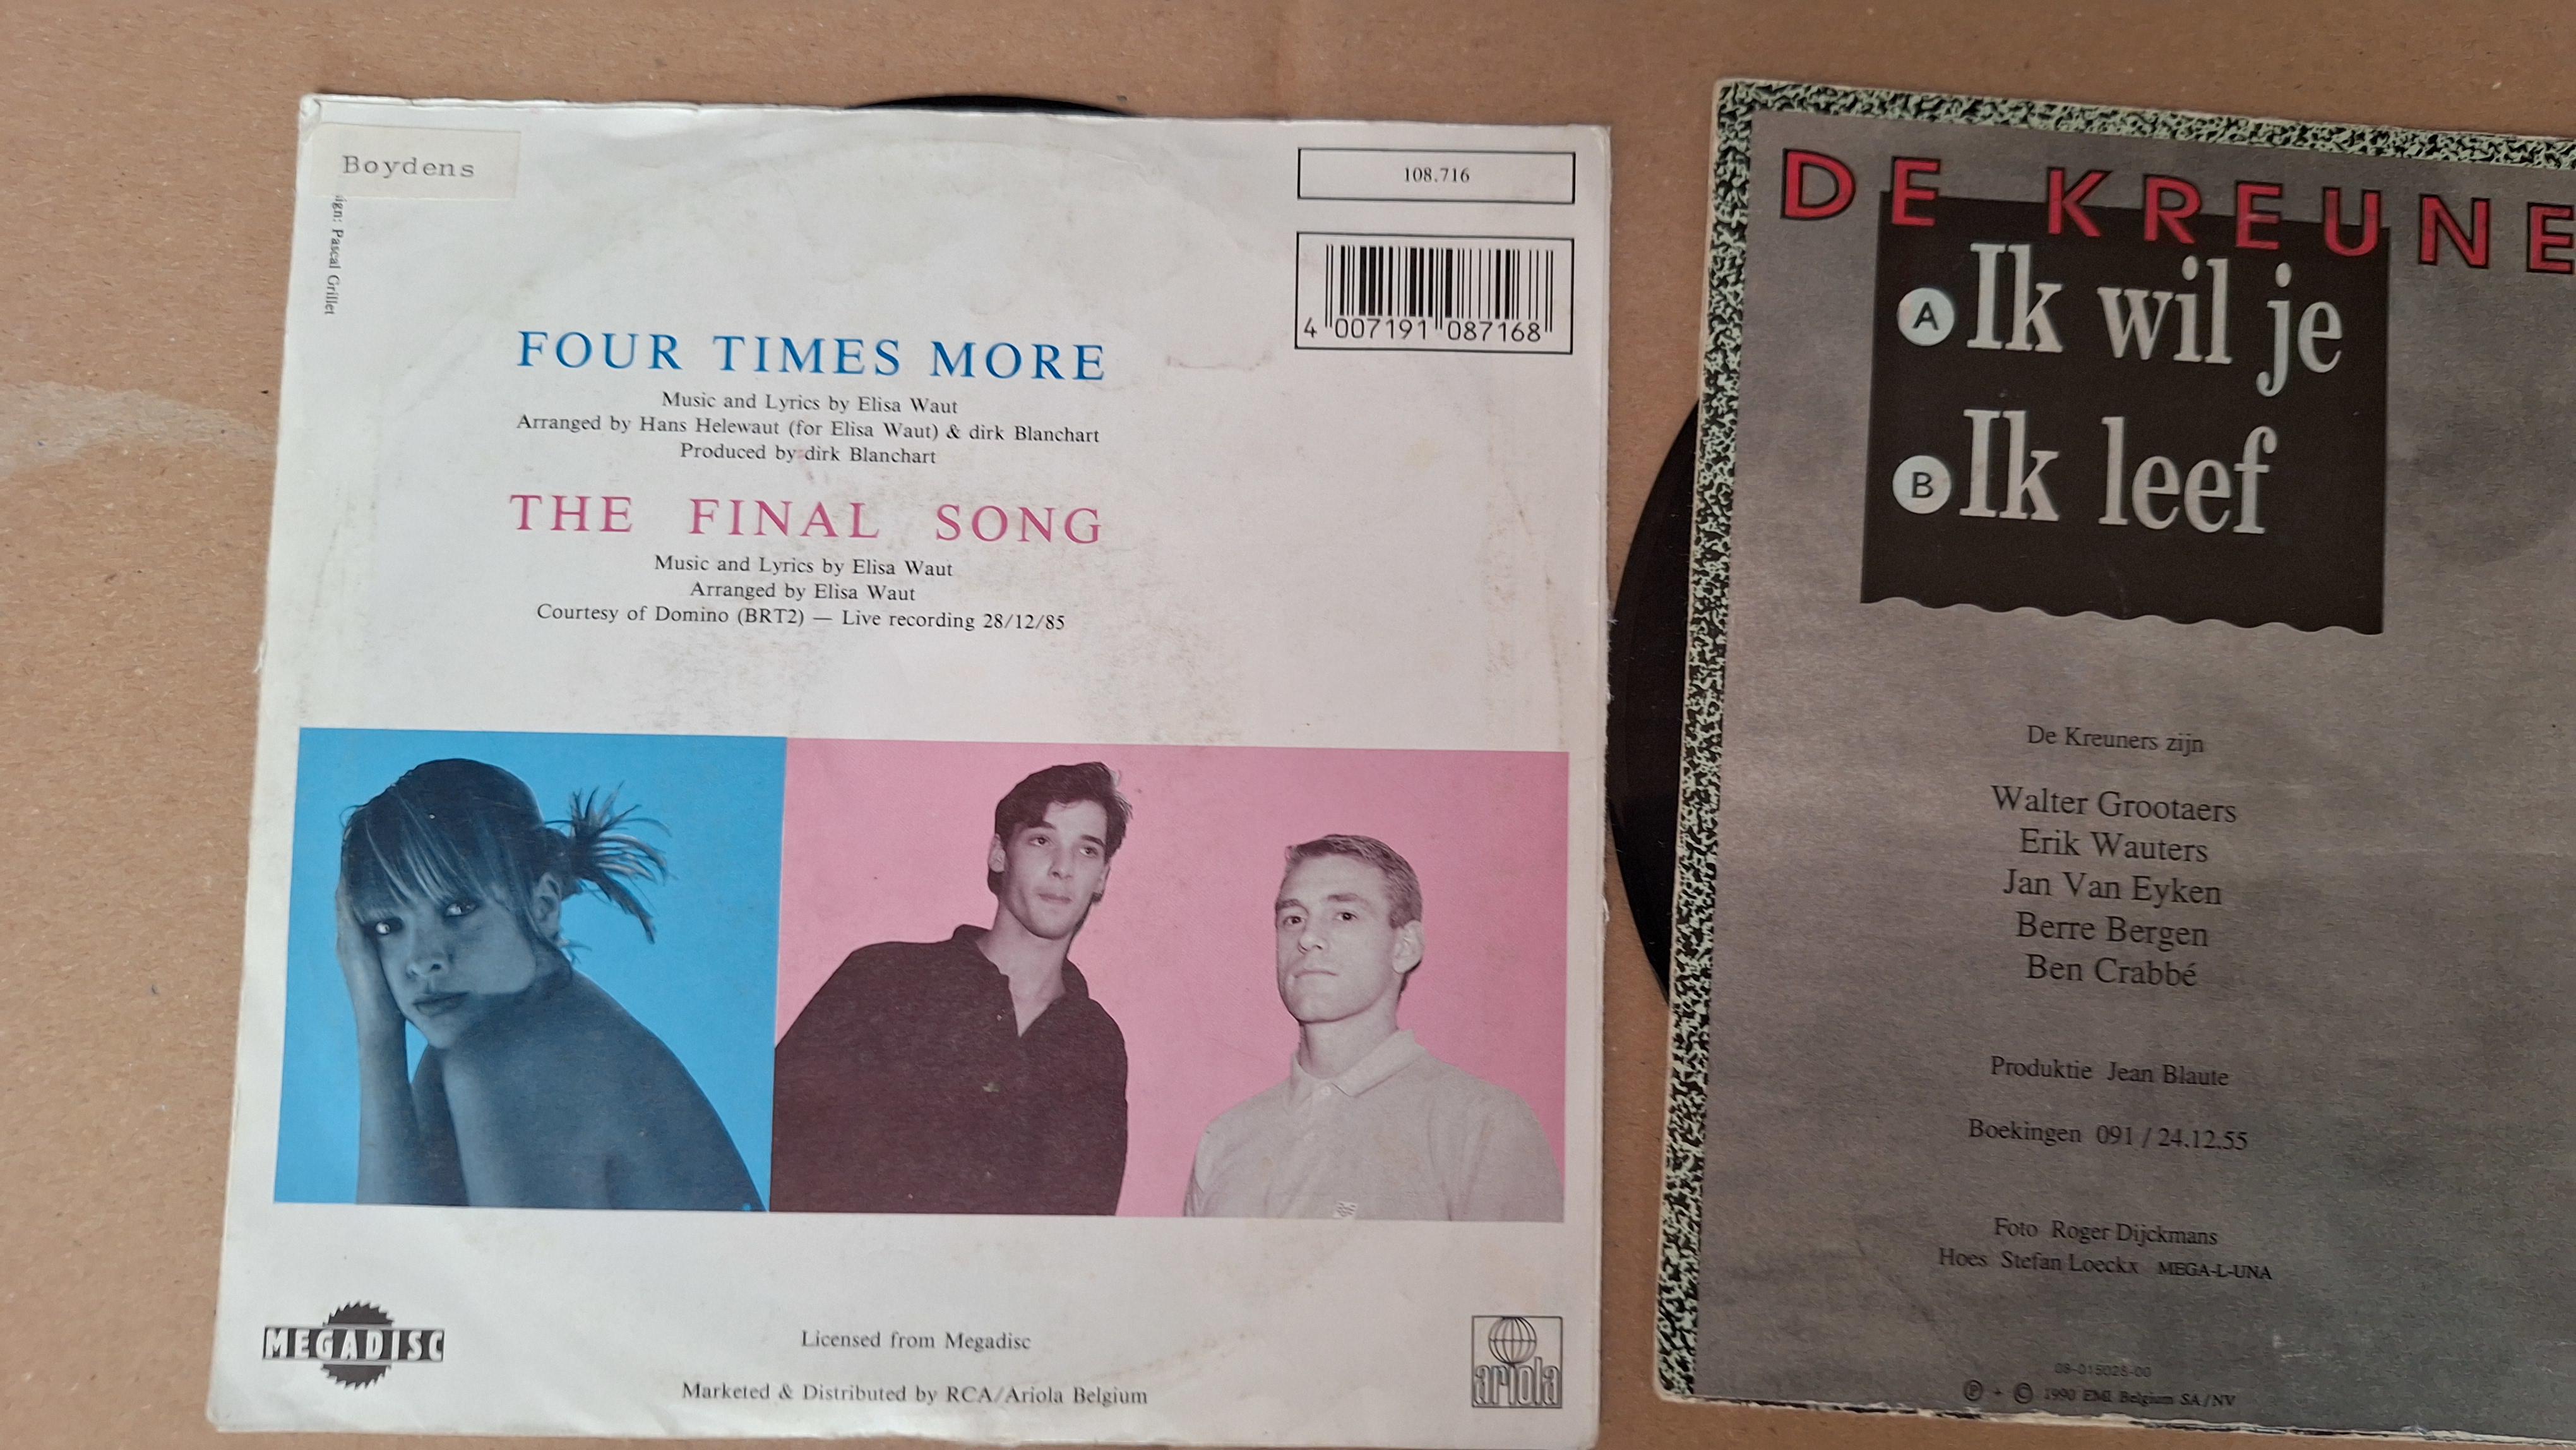 Boydens
ign: Pascal Grillet
108.716
4 007191 087168
FOUR TIMES MORE
Music and Lyrics by Elisa Waut
Arranged by Hans Helewaut (for Elisa Waut) & dirk Blanchart
Produced by dirk Blanchart
THE FINAL SONG
Music and Lyrics by Elisa Waut
Arranged by Elisa Waut
Courtesy of Domino (BRT2) — Live recording 28/12/85
MEGADISC
Licensed from Megadisc
Marketed & Distributed by RCA/Ariola Belgium
ariola
DE KREUNE
A Ik wil je
B Ik leef
De Kreuners zijn
Walter Grootaers
Erik Wauters
Jan Van Eyken
Berre Bergen
Ben Crabbé
Produktie Jean Blaute
Boekingen 091 / 24.12.55
Foto Roger Dijckmans
Hoes Stefan Loeckx MEGA-L-UNA
08-015028-00
Ⓟ + © 1990 EMI Belgium SA/NV